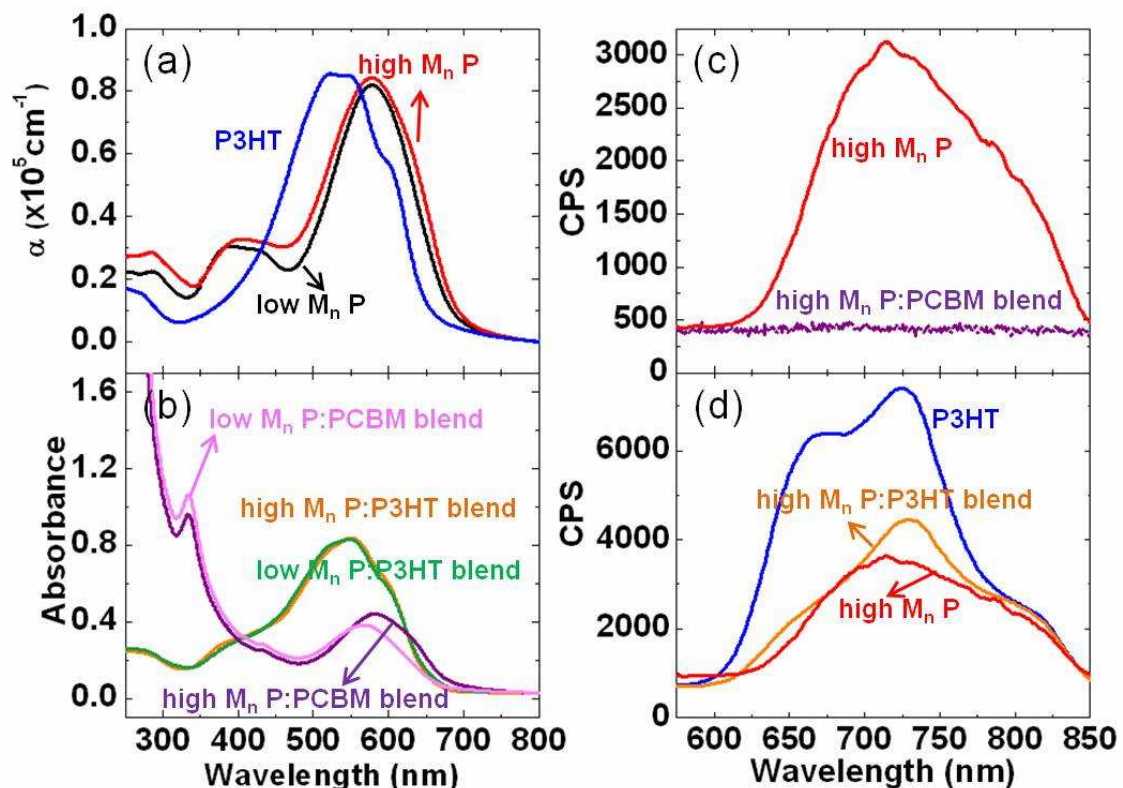 (a)
high Mn P
P3HT
low Mn P
α (x10⁵cm⁻¹)
1.0
0.8
0.6
0.4
0.2
0.0
(b)
low Mn P:PCBM blend
high Mn P:P3HT blend
low Mn P:P3HT blend
high Mn P:PCBM blend
Absorbance
1.6
1.2
0.8
0.4
0.0
300 400 500 600 700 800
Wavelength (nm)
(c)
high Mn P
high Mn P:PCBM blend
CPS
3000
2500
2000
1500
1000
500
0
(d)
P3HT
high Mn P:P3HT blend
high Mn P
CPS
6000
4000
2000
0
600 650 700 750 800 850
Wavelength (nm)